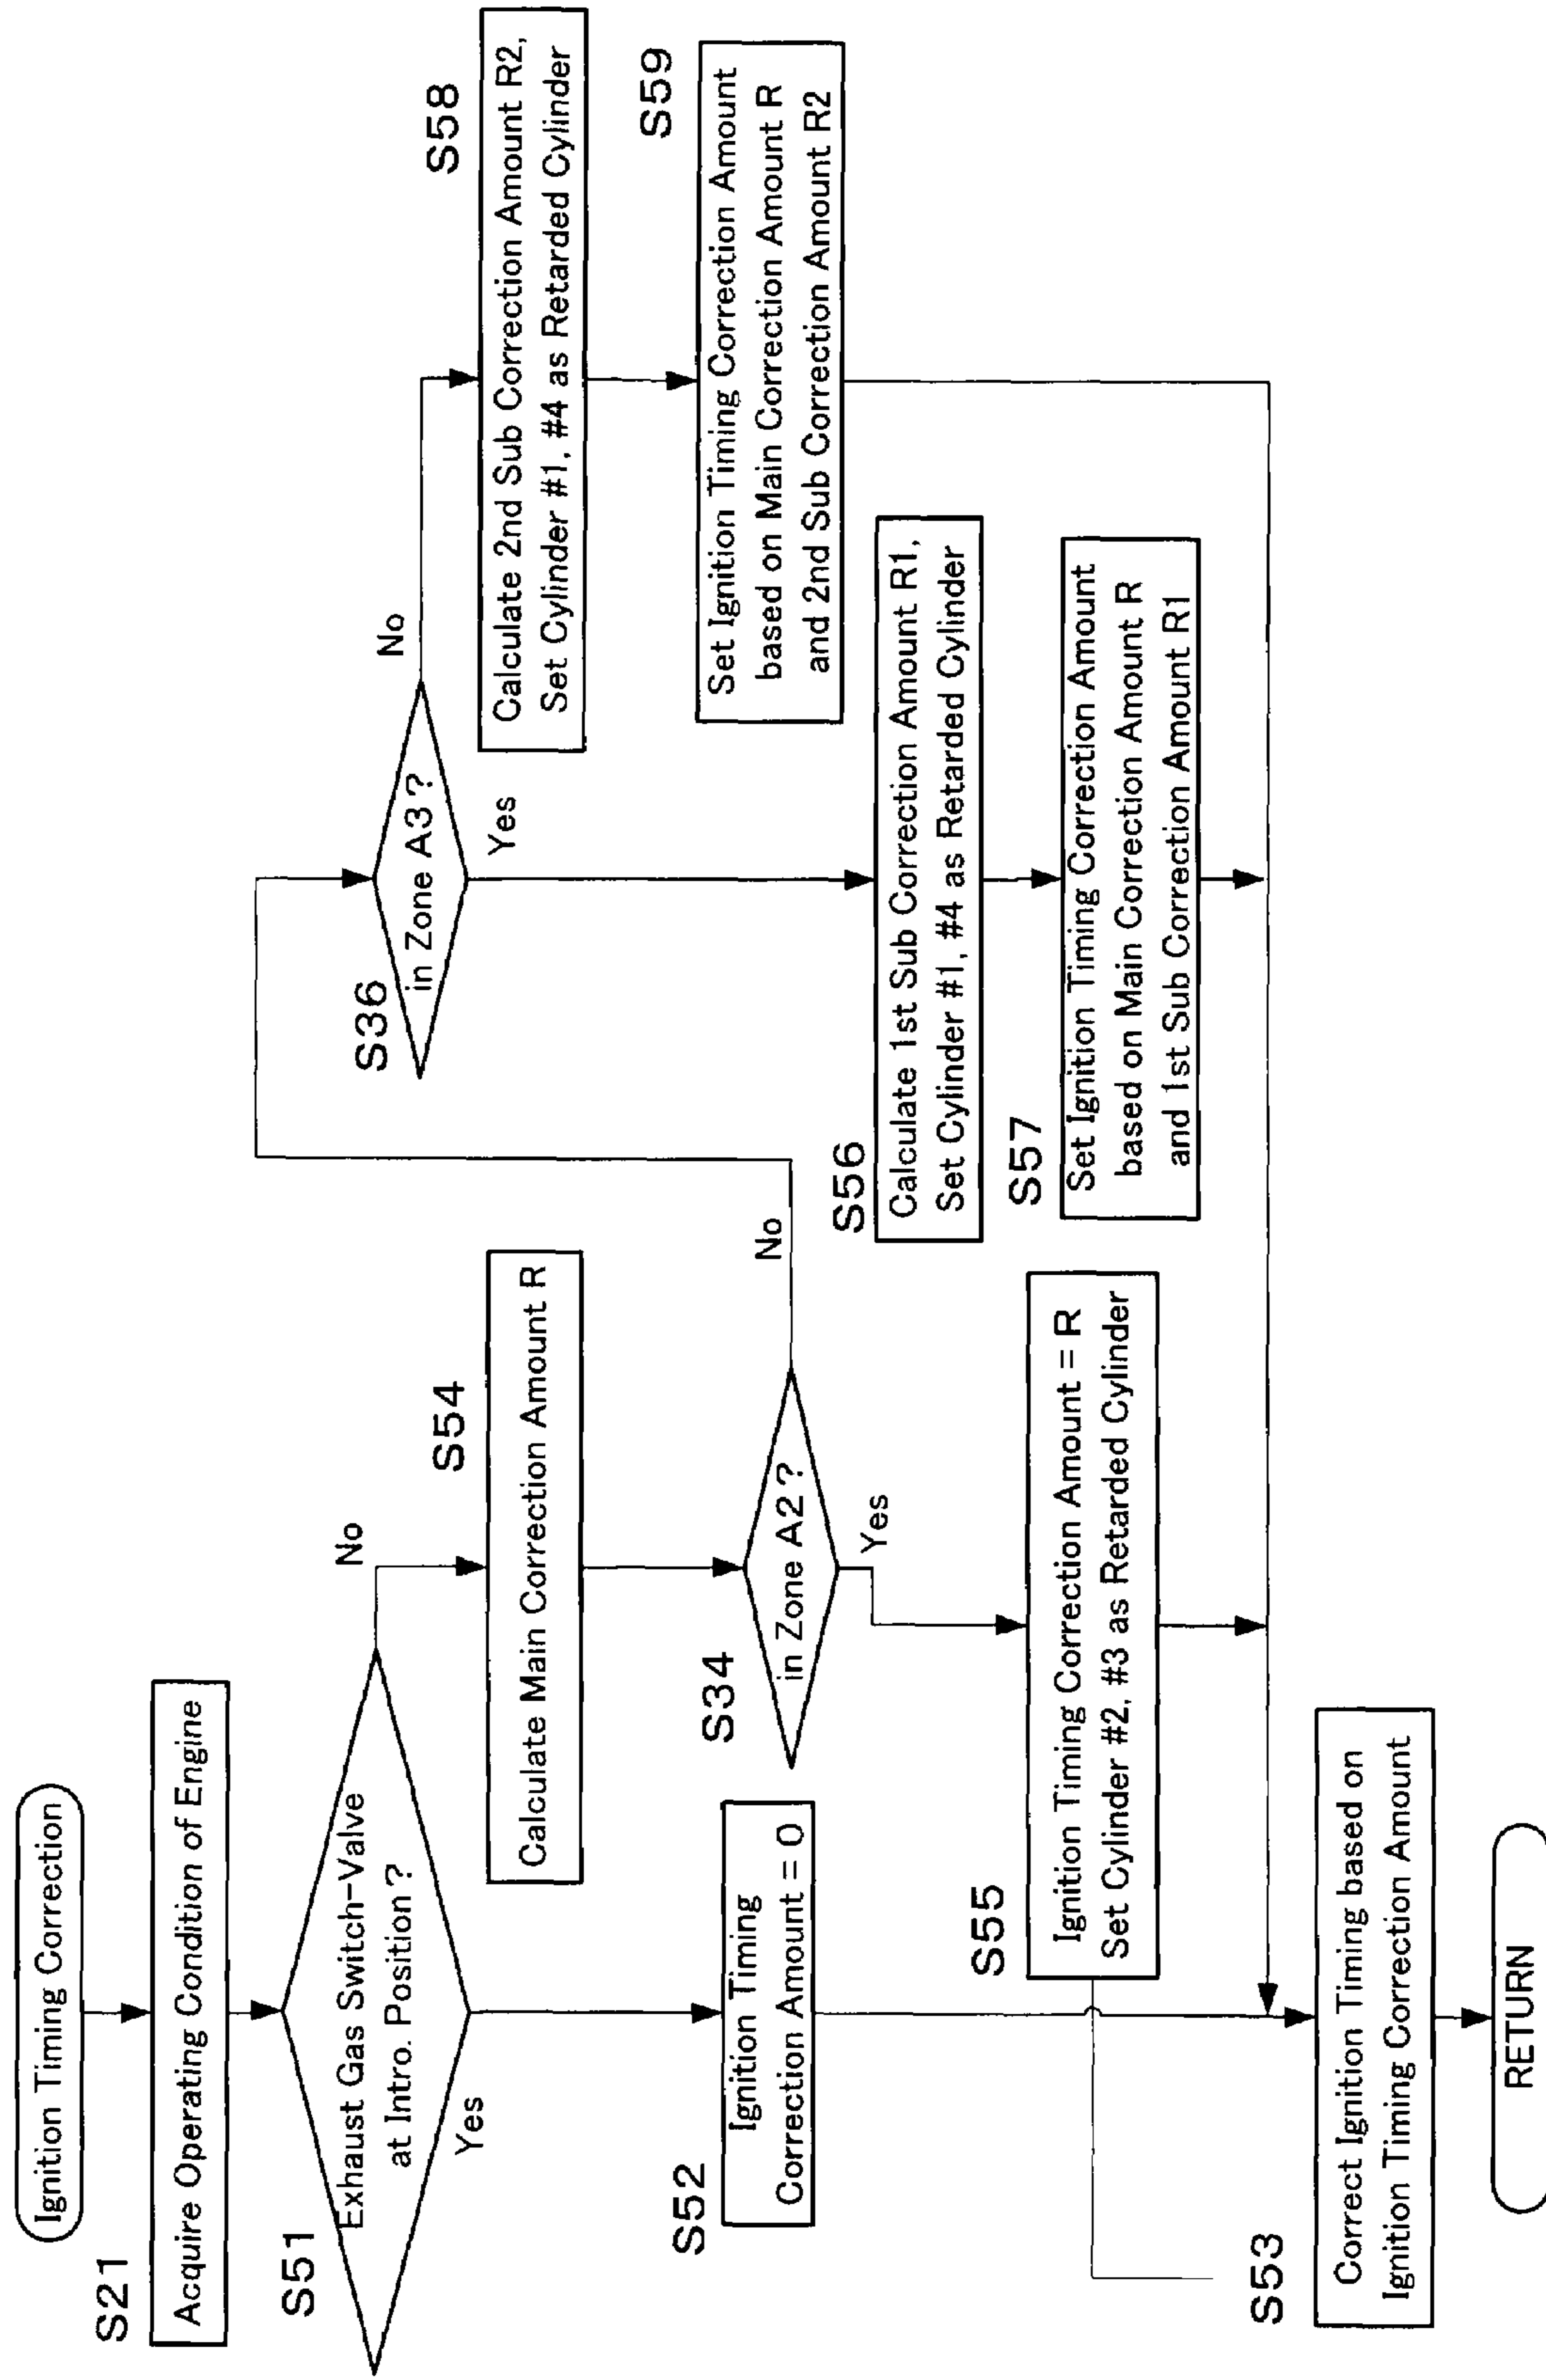 Ignition Timing Correction
S21
Acquire Operating Condition of Engine
S51
Exhaust Gas Switch-Valve
at Intro. Position ?
Yes
No
S52
Ignition Timing
Correction Amount = 0
S54
Calculate Main Correction Amount R
S34
in Zone A2 ?
Yes
No
S55
Ignition Timing Correction Amount = R
Set Cylinder #2, #3 as Retarded Cylinder
S36
in Zone A3 ?
Yes
No
S56
Calculate 1st Sub Correction Amount R1,
Set Cylinder #1, #4 as Retarded Cylinder
S57
Set Ignition Timing Correction Amount
based on Main Correction Amount R
and 1st Sub Correction Amount R1
S58
Calculate 2nd Sub Correction Amount R2,
Set Cylinder #1, #4 as Retarded Cylinder
S59
Set Ignition Timing Correction Amount
based on Main Correction Amount R
and 2nd Sub Correction Amount R2
S53
Correct Ignition Timing based on
Ignition Timing Correction Amount
RETURN